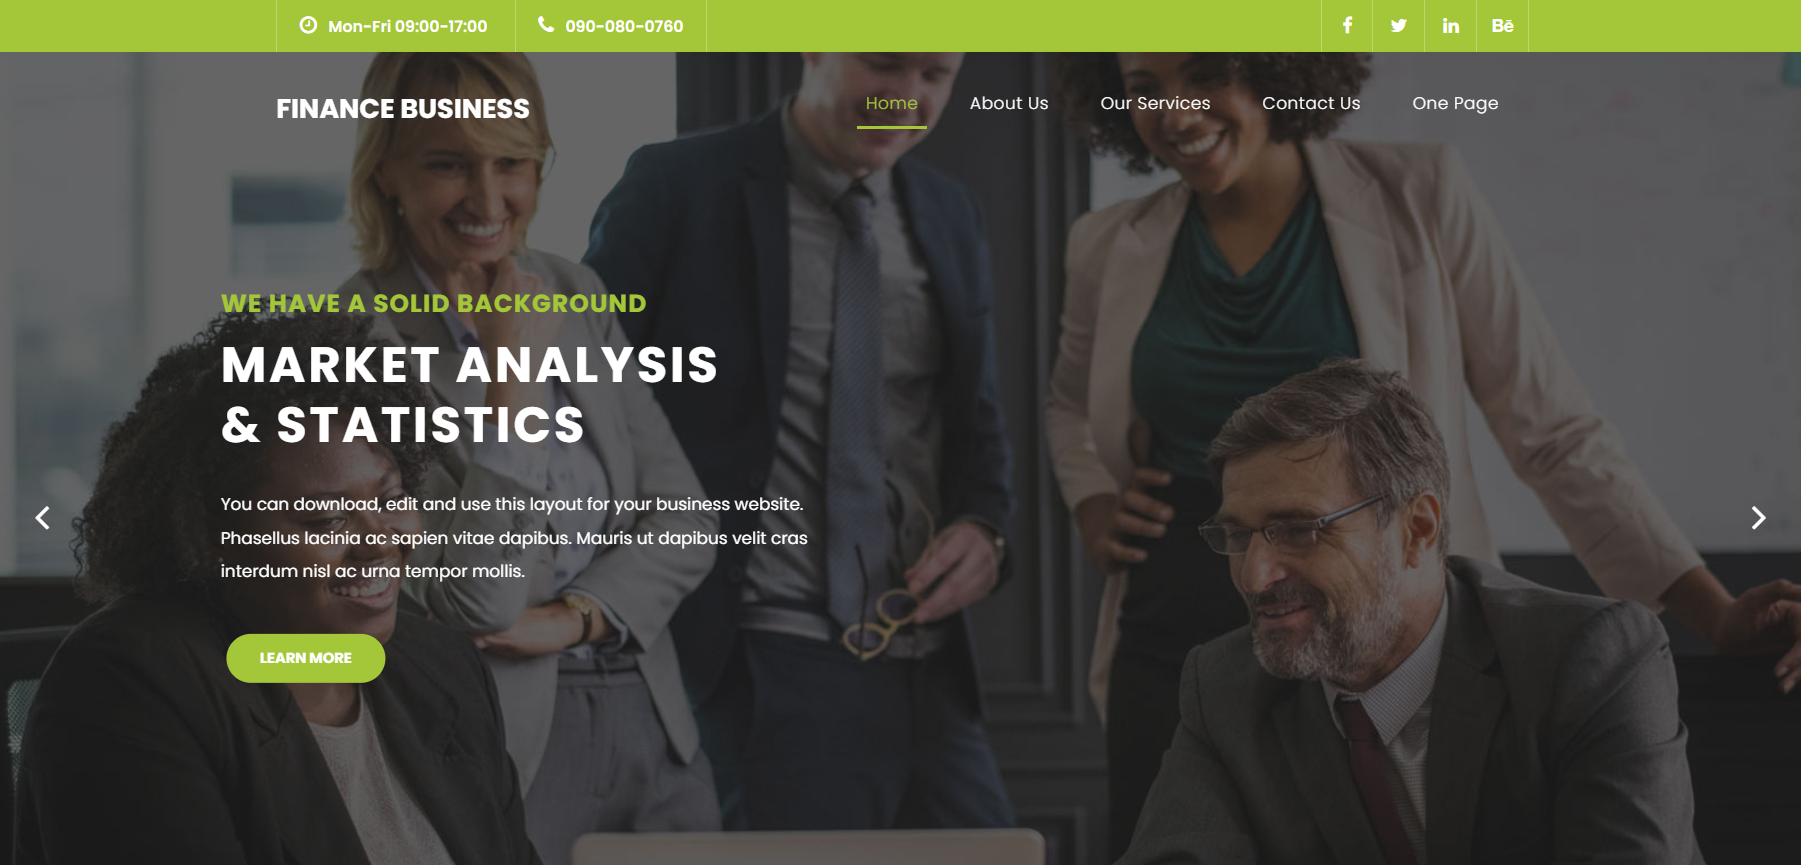 Mon-Fri 09:00-17:00
090-080-0760
Bē
FINANCE BUSINESS
Home
About Us
Our Services
Contact Us
One Page
WE HAVE A SOLID BACKGROUND
MARKET ANALYSIS
& STATISTICS
You can download, edit and use this layout for your business website.
Phasellus lacinia ac sapien vitae dapibus. Mauris ut dapibus velit cras
interdum nisl ac urna tempor mollis.
LEARN MORE